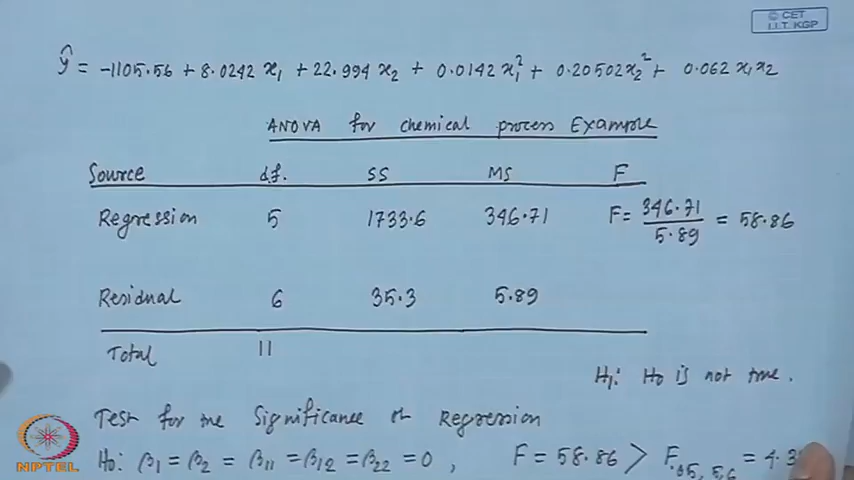 © CET
I.I.T. KGP
ŷ = -1105.56 + 8.0242 x₁ + 22.994 x₂ + 0.0142 x₁² + 0.20502 x₂² + 0.062 x₁x₂
ANOVA for chemical process Example
Source d.f. SS MS F
Regression 5 1733.6 346.71 F = 346.71 / 5.89 = 58.86
Residual 6 35.3 5.89
Total 11
H₁: H₀ is not true.
Test for the Significance of Regression
H₀: β₁ = β₂ = β₁₁ = β₁₂ = β₂₂ = 0, F = 58.86 > F.05, 5,6 = 4.3
NPTEL